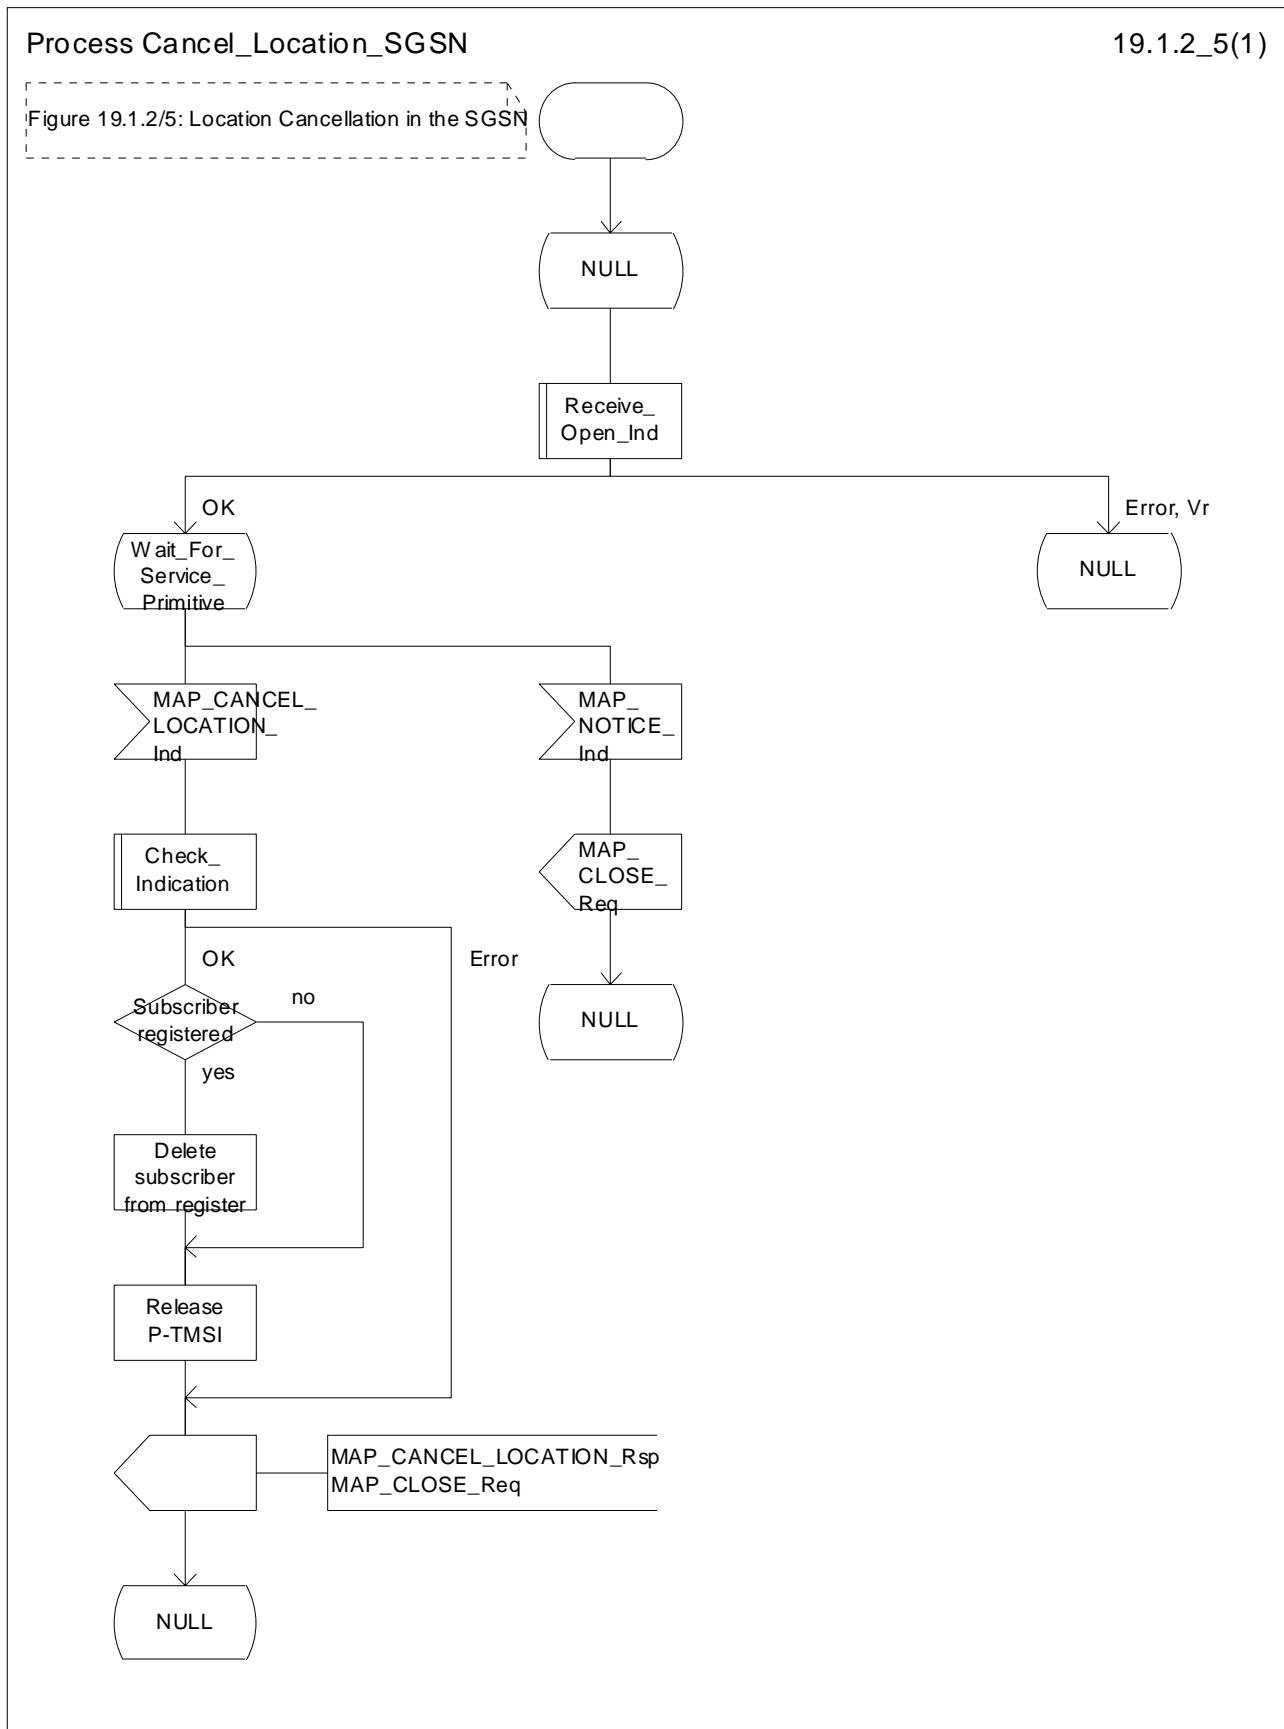 Process Cancel_Location_SGSN
19.1.2_5(1)
Figure 19.1.2/5: Location Cancellation in the SGSN
NULL
Receive_
Open_Ind
OK
Error, Vr
Wait_For_
Service_
Primitive
NULL
MAP_CANCEL_
LOCATION_
Ind
MAP_
NOTICE_
Ind
Check_
Indication
MAP_
CLOSE_
Req
OK
Error
Subscriber
registered
no
NULL
yes
Delete
subscriber
from register
Release
P-TMSI
MAP_CANCEL_LOCATION_Rsp
MAP_CLOSE_Req
NULL